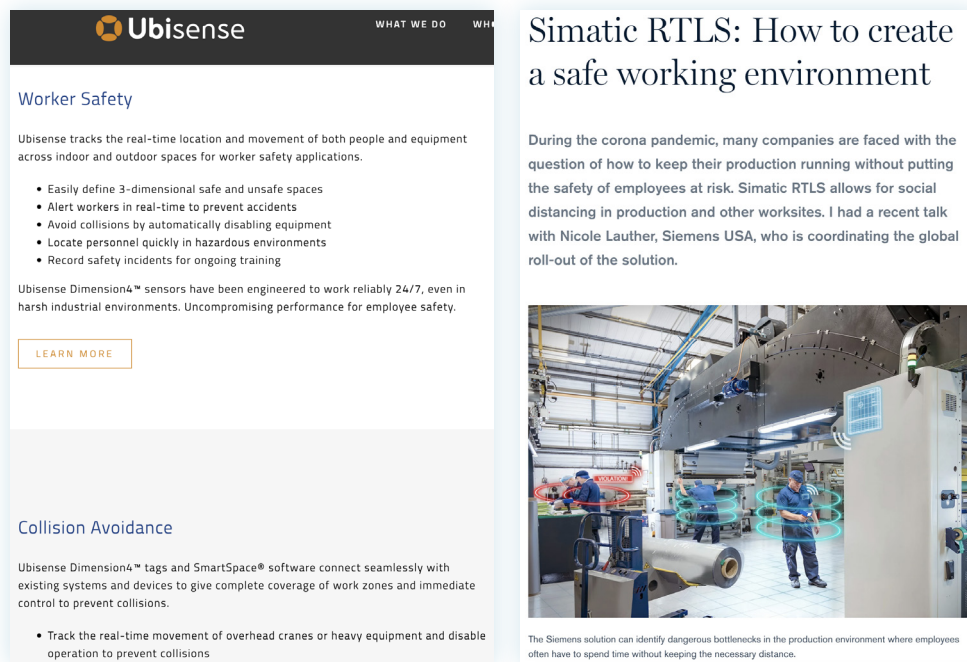 Ubisense
WHAT WE DO
Worker Safety
Ubisense tracks the real-time location and movement of both people and equipment
across indoor and outdoor spaces for worker safety applications.
• Easily define 3-dimensional safe and unsafe spaces
• Alert workers in real-time to prevent accidents
• Avoid collisions by automatically disabling equipment
• Locate personnel quickly in hazardous environments
• Record safety incidents for ongoing training
Ubisense Dimension4™ sensors have been engineered to work reliably 24/7, even in
harsh industrial environments. Uncompromising performance for employee safety.
LEARN MORE
Collision Avoidance
Ubisense Dimension4™ tags and SmartSpace® software connect seamlessly with
existing systems and devices to give complete coverage of work zones and immediate
control to prevent collisions.
• Track the real-time movement of overhead cranes or heavy equipment and disable
operation to prevent collisions
Simatic RTLS: How to create
a safe working environment
During the corona pandemic, many companies are faced with the
question of how to keep their production running without putting
the safety of employees at risk. Simatic RTLS allows for social
distancing in production and other worksites. I had a recent talk
with Nicole Lauther, Siemens USA, who is coordinating the global
roll-out of the solution.
VIOLATION!
The Siemens solution can identify dangerous bottlenecks in the production environment where employees
often have to spend time without keeping the necessary distance.